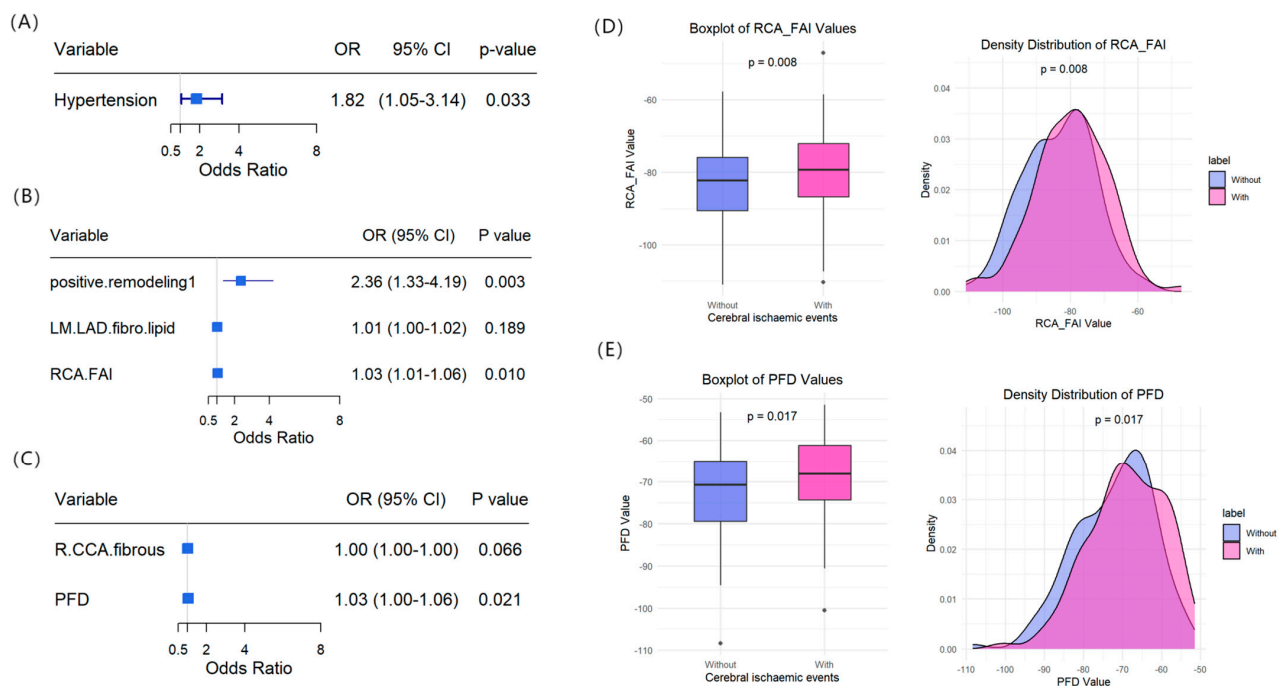 (A)
Variable OR 95% CI p-value
Hypertension 1.82 (1.05-3.14) 0.033
0.5 2 4 8
Odds Ratio
(B)
Variable OR (95% CI) P value
positive.remodeling1 2.36 (1.33-4.19) 0.003
LM.LAD.fibro.lipid 1.01 (1.00-1.02) 0.189
RCA.FAI 1.03 (1.01-1.06) 0.010
0.5 2 4 8
Odds Ratio
(C)
Variable OR (95% CI) P value
R.CCA.fibrous 1.00 (1.00-1.00) 0.066
PFD 1.03 (1.00-1.06) 0.021
0.5 2 4 8
Odds Ratio
(D)
Boxplot of RCA_FAI Values
p = 0.008
RCA_FAI Value
-60
-80
-100
Without With
Cerebral ischaemic events
Density Distribution of RCA_FAI
p = 0.008
Density
0.04
0.03
0.02
0.01
0.00
-100 -80 -60
RCA_FAI Value
label
Without
With
(E)
Boxplot of PFD Values
p = 0.017
PFD Value
-50
-60
-70
-80
-90
-100
-110
Without With
Cerebral ischaemic events
Density Distribution of PFD
p = 0.017
Density
0.04
0.03
0.02
0.01
0.00
-110 -100 -90 -80 -70 -60 -50
PFD Value
label
Without
With